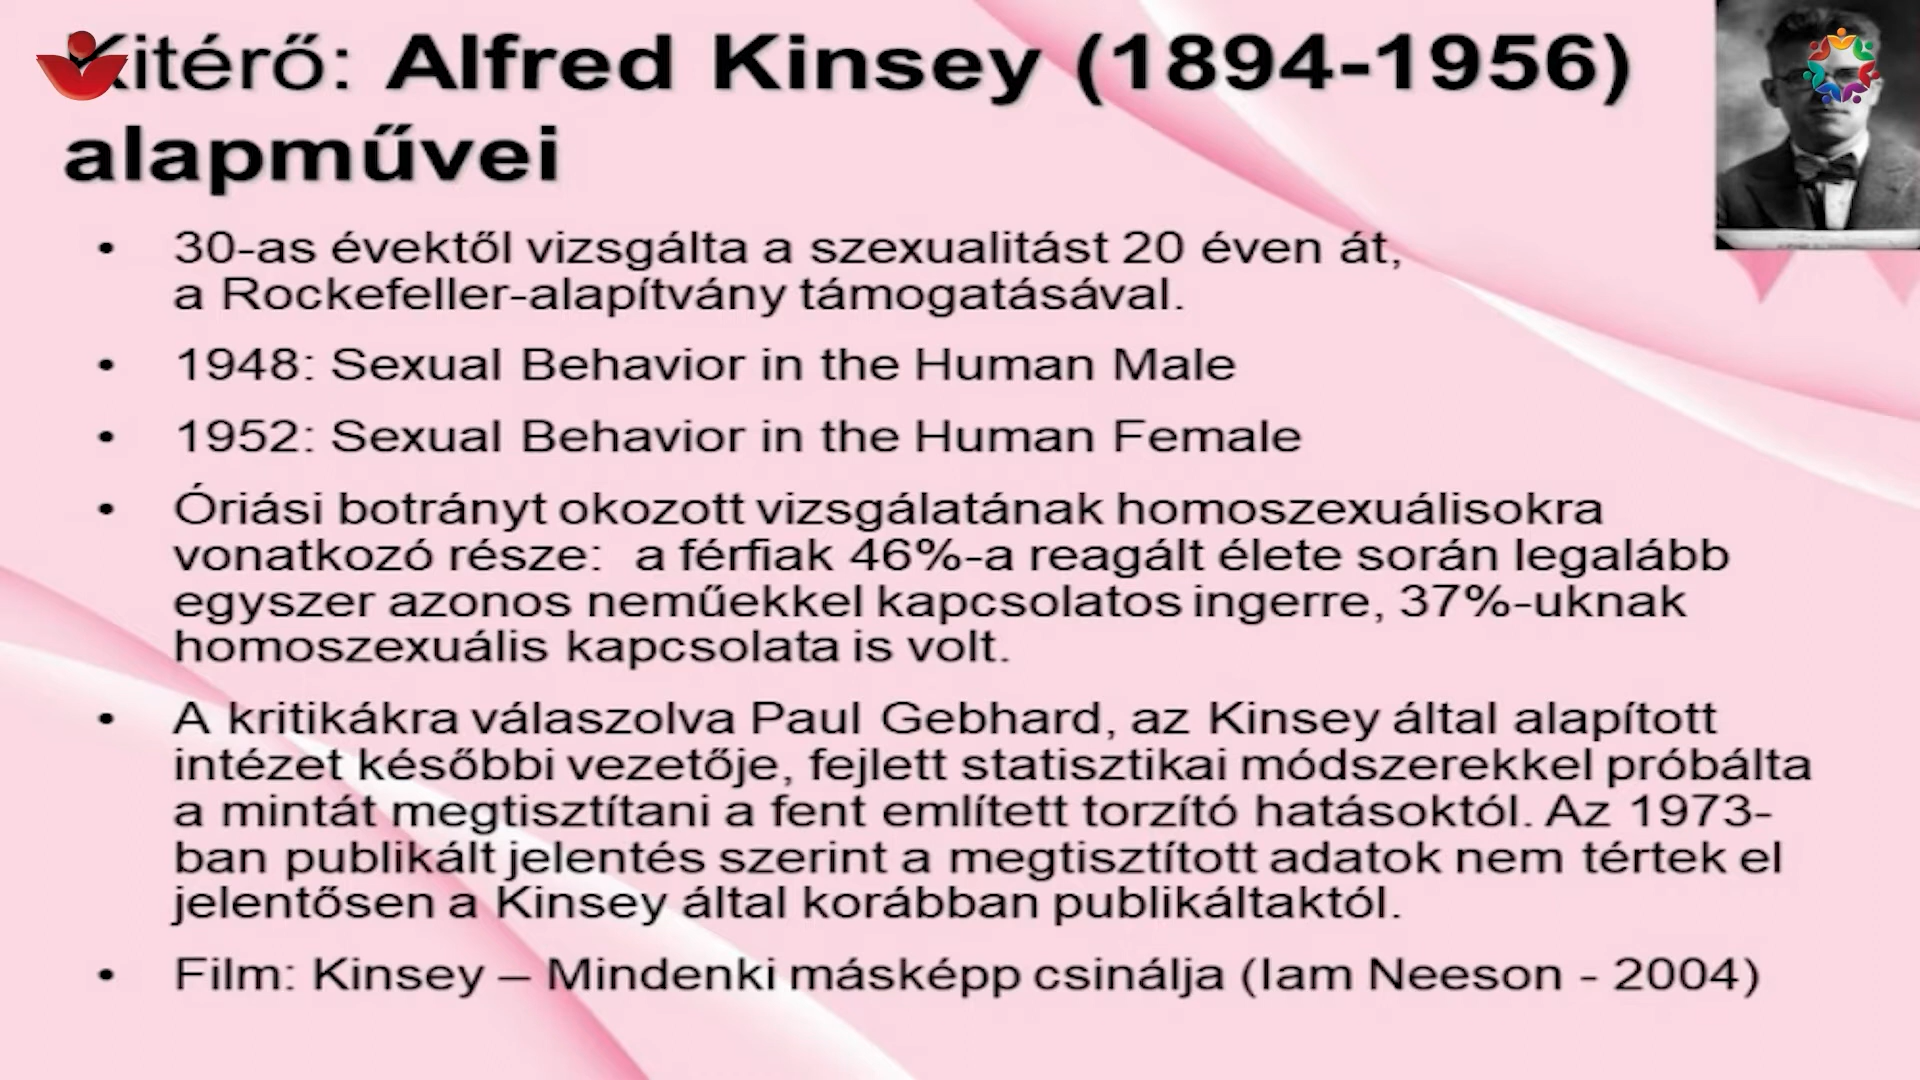 Kitérő: Alfred Kinsey (1894-1956)
alapművei
• 30-as évektől vizsgálta a szexualitást 20 éven át,
a Rockefeller-alapítvány támogatásával.
• 1948: Sexual Behavior in the Human Male
• 1952: Sexual Behavior in the Human Female
• Óriási botrányt okozott vizsgálatának homoszexuálisokra
vonatkozó része: a férfiak 46%-a reagált élete során legalább
egyszer azonos neműekkel kapcsolatos ingerre, 37%-uknak
homoszexuális kapcsolata is volt.
• A kritikákra válaszolva Paul Gebhard, az Kinsey által alapított
intézet későbbi vezetője, fejlett statisztikai módszerekkel próbálta
a mintát megtisztítani a fent említett torzító hatásoktól. Az 1973-
ban publikált jelentés szerint a megtisztított adatok nem tértek el
jelentősen a Kinsey által korábban publikáltaktól.
• Film: Kinsey – Mindenki másképp csinálja (Iam Neeson - 2004)